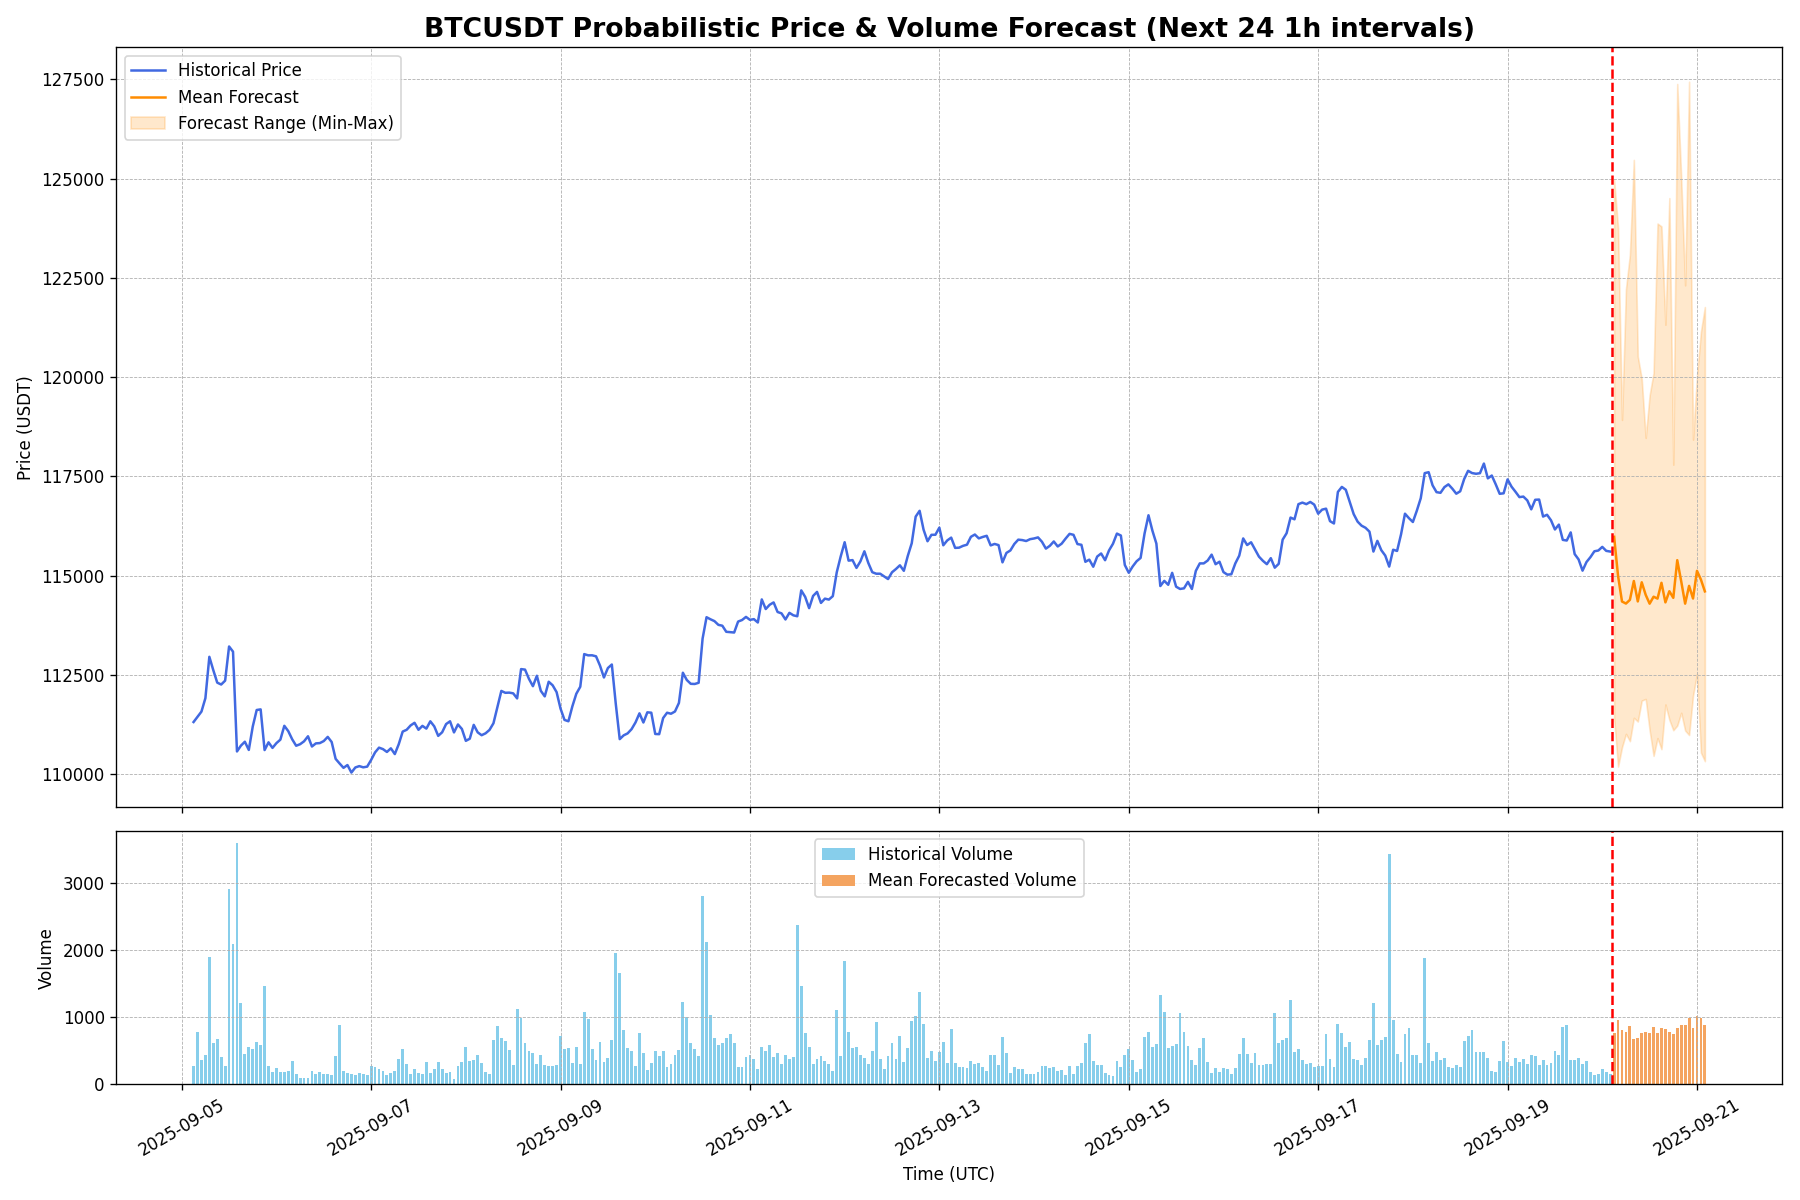 BTCUSDT Probabilistic Price & Volume Forecast (Next 24 1h intervals)
Historical Price
Mean Forecast
Forecast Range (Min-Max)
127500
125000
122500
120000
117500
115000
112500
110000
Price (USDT)
Historical Volume
Mean Forecasted Volume
3000
2000
1000
0
Volume
2025-09-05
2025-09-07
2025-09-09
2025-09-11
2025-09-13
2025-09-15
2025-09-17
2025-09-19
2025-09-21
Time (UTC)